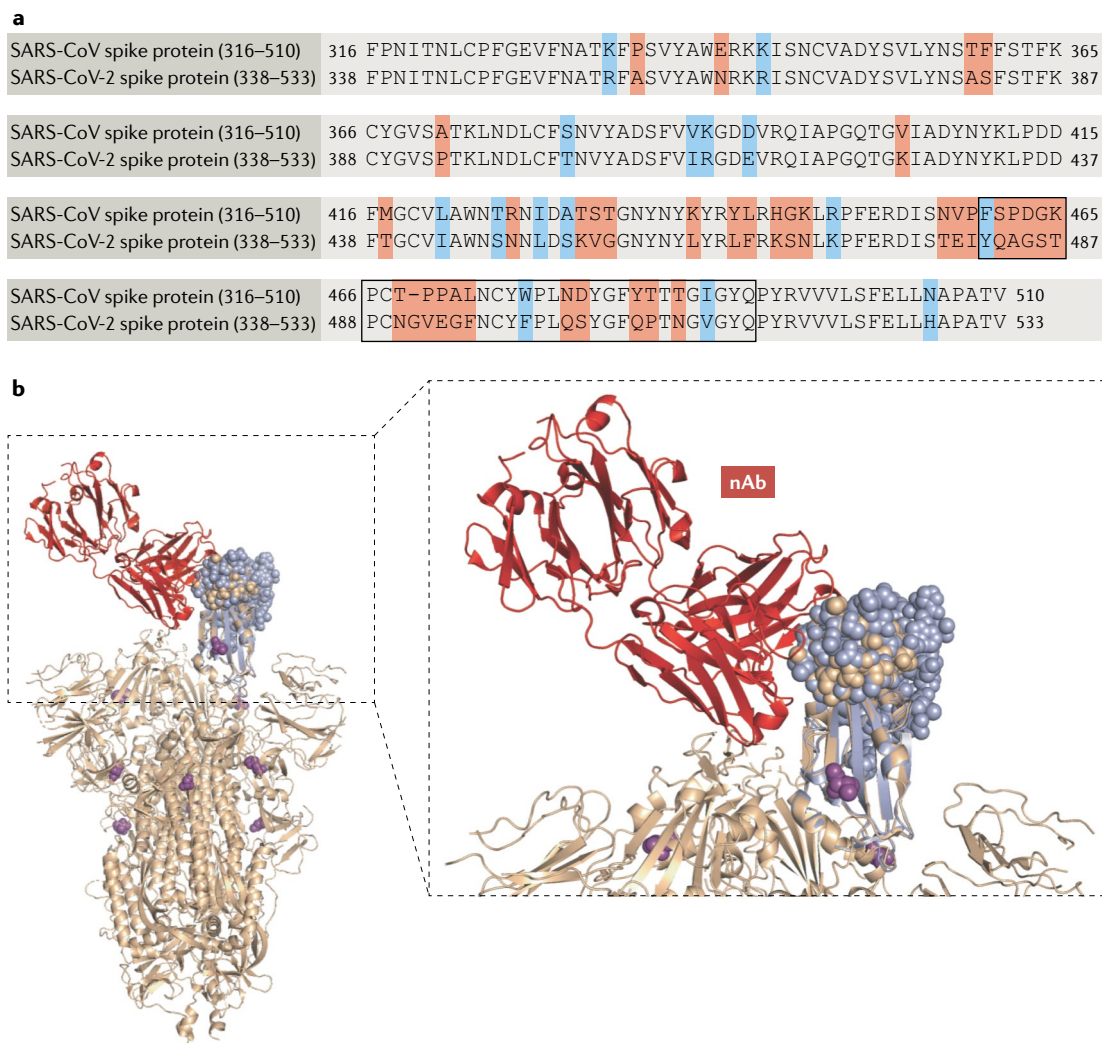 a
SARS-CoV spike protein (316–510) 316 FPNITNLCPFGEVFNATKFPSVYAWERKKISNCVADYSVLYNSTFFSTFK 365
SARS-CoV-2 spike protein (338–533) 338 FPNITNLCPFGEVFNATRFASVYAWNRKRISNCVADYSVLYNSASFSTFK 387
SARS-CoV spike protein (316–510) 366 CYGVSATKLNDLCFSNVYADSFVVKGDDVRQIAPGQTGVIADYNYKLPDD 415
SARS-CoV-2 spike protein (338–533) 388 CYGVSPTKLNDLCFTNVYADSFVIRGDEVRQIAPGQTGKIADYNYKLPDD 437
SARS-CoV spike protein (316–510) 416 FMGCVLAWNTRNIDATSTGNYNYKYRYLRHGKLRPFERDISNVPFSPDGK 465
SARS-CoV-2 spike protein (338–533) 438 FTGCVIAWNSNNLDSKVGGNYNYLYRLFRKSNLKPFERDISTEIYQAGST 487
SARS-CoV spike protein (316–510) 466 PCT-PPALNCYWPLNDYGFYTTTGIGYQPYRVVVLSFELLNAPATV 510
SARS-CoV-2 spike protein (338–533) 488 PCNGVEGFNCYFPLQSYGFQPTNGVGYQPYRVVVLSFELLHAPATV 533
b
nAb